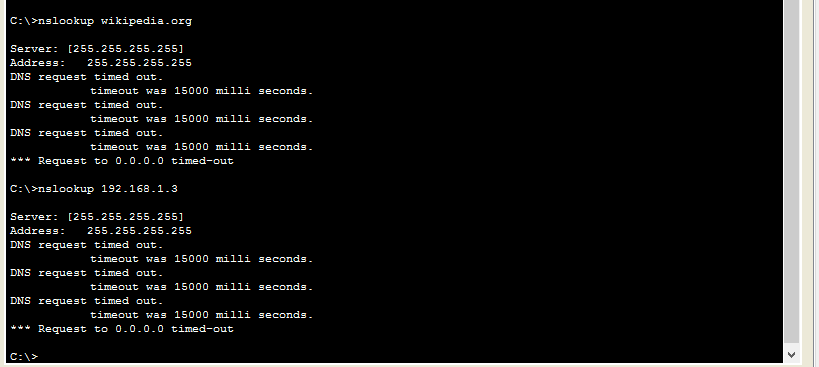 C:\>nslookup wikipedia.org
Server: [255.255.255.255]
Address:   255.255.255.255
DNS request timed out.
timeout was 15000 milli seconds.
DNS request timed out.
timeout was 15000 milli seconds.
DNS request timed out.
timeout was 15000 milli seconds.
*** Request to 0.0.0.0 timed-out
C:\>nslookup 192.168.1.3
Server: [255.255.255.255]
Address:   255.255.255.255
DNS request timed out.
timeout was 15000 milli seconds.
DNS request timed out.
timeout was 15000 milli seconds.
DNS request timed out.
timeout was 15000 milli seconds.
*** Request to 0.0.0.0 timed-out
C:\>